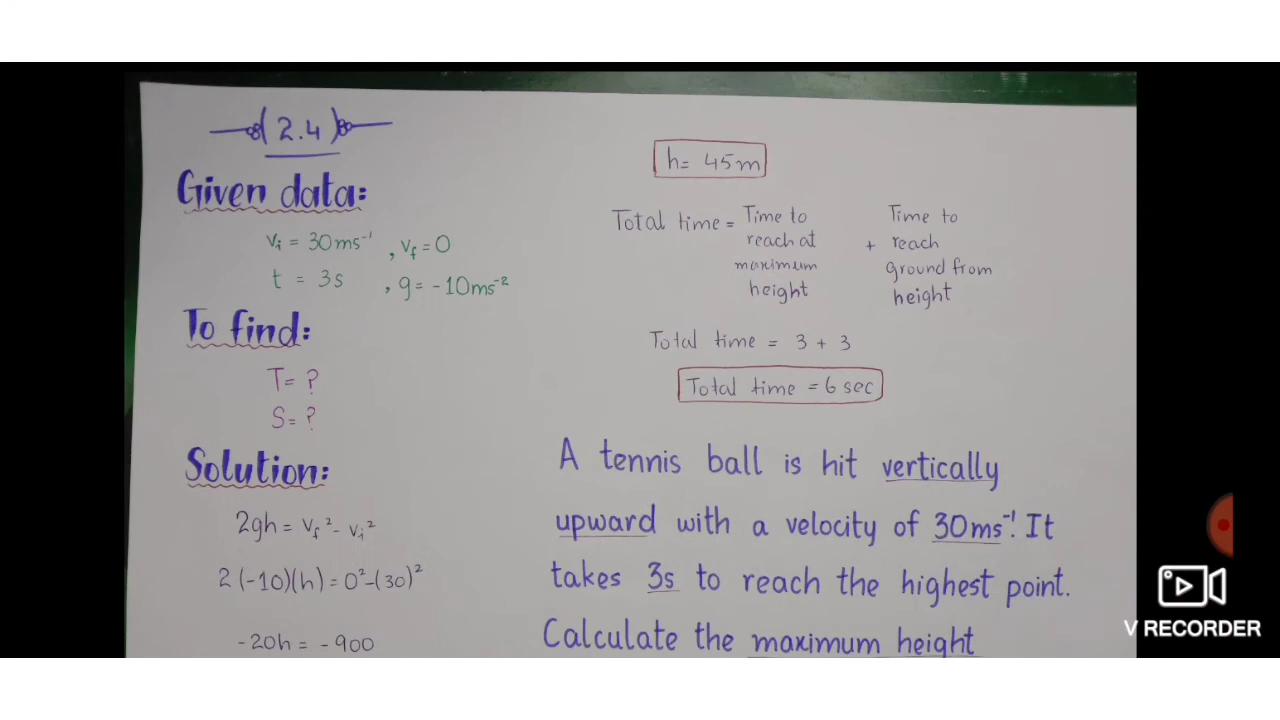 (2.4)
Given data:
vi = 30ms⁻¹ , vf = 0
t = 3s , g = -10ms⁻²
To find:
T= ?
S= ?
Solution:
2gh = vf² - vi²
2(-10)(h) = 0² -(30)²
-20h = -900
h= 45m
Total time = Time to reach at maximum height + Time to reach ground from height
Total time = 3 + 3
Total time = 6 sec
A tennis ball is hit vertically
upward with a velocity of 30ms⁻¹. It
takes 3s to reach the highest point.
Calculate the maximum height
V RECORDER